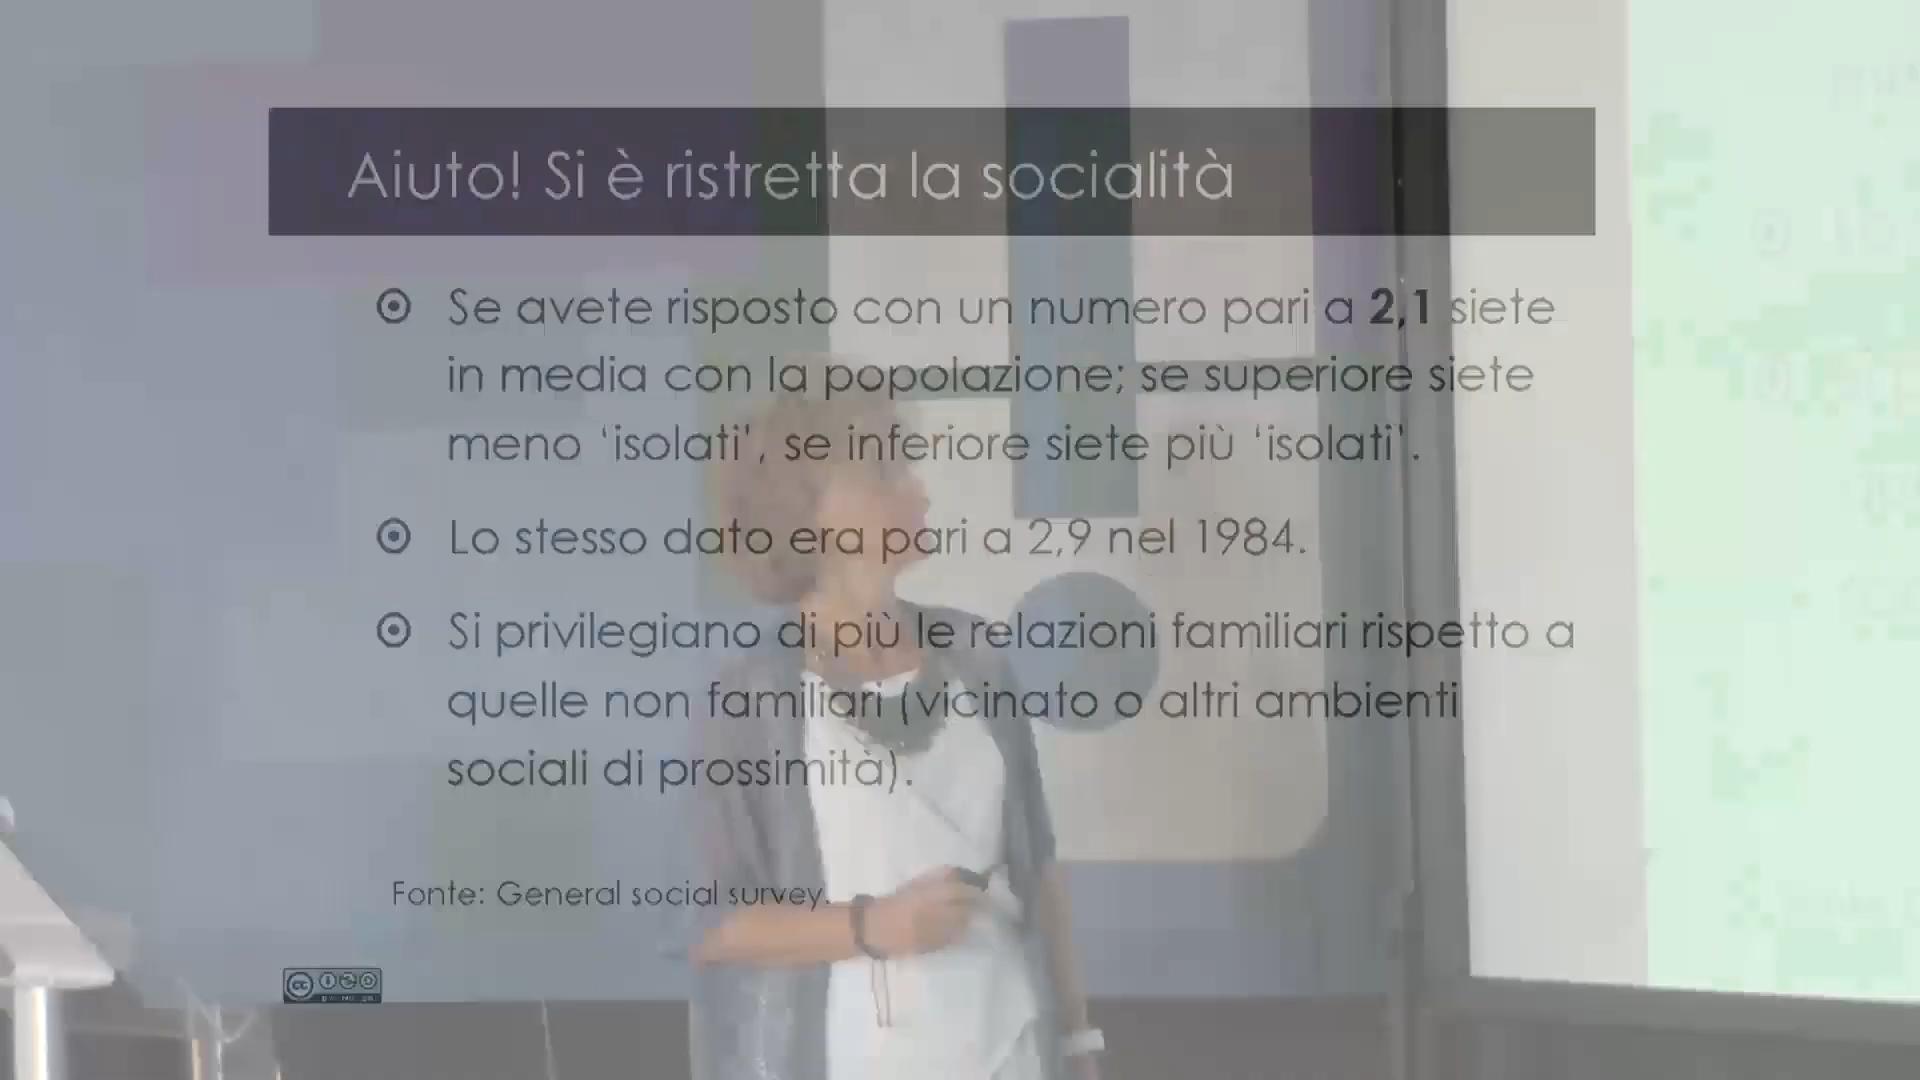 Aiuto! Si è ristretta la socialità
Se avete risposto con un numero pari a 2,1 siete
in media con la popolazione; se superiore siete
meno ‘isolati’, se inferiore siete più ‘isolati’.
Lo stesso dato era pari a 2,9 nel 1984.
Si privilegiano di più le relazioni familiari rispetto a
quelle non familiari (vicinato o altri ambienti
sociali di prossimità).
Fonte: General social survey.
cc